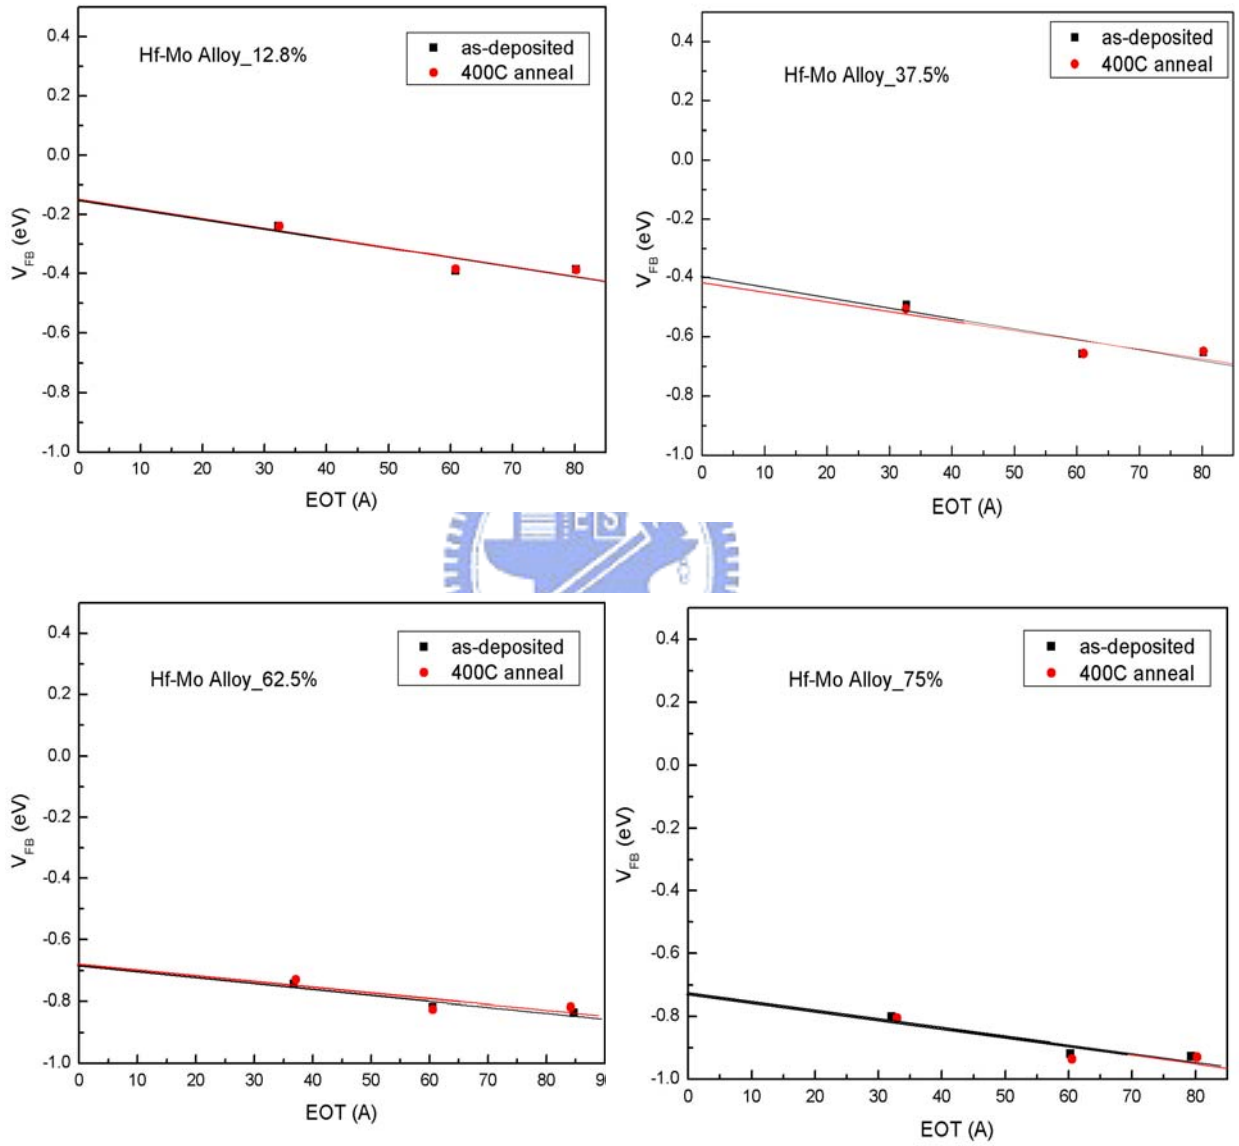 Hf-Mo Alloy_12.8%
as-deposited
400C anneal
0.4
0.2
0.0
-0.2
-0.4
-0.6
-0.8
-1.0
V_FB (eV)
0 10 20 30 40 50 60 70 80
EOT (A)
Hf-Mo Alloy_37.5%
as-deposited
400C anneal
0.4
0.2
0.0
-0.2
-0.4
-0.6
-0.8
-1.0
V_FB (eV)
0 10 20 30 40 50 60 70 80
EOT (A)
ES
Hf-Mo Alloy_62.5%
as-deposited
400C anneal
0.4
0.2
0.0
-0.2
-0.4
-0.6
-0.8
-1.0
V_FB (eV)
0 10 20 30 40 50 60 70 80 9
EOT (A)
Hf-Mo Alloy_75%
as-deposited
400C anneal
0.4
0.2
0.0
-0.2
-0.4
-0.6
-0.8
-1.0
V_FB (eV)
0 10 20 30 40 50 60 70 80
EOT (A)